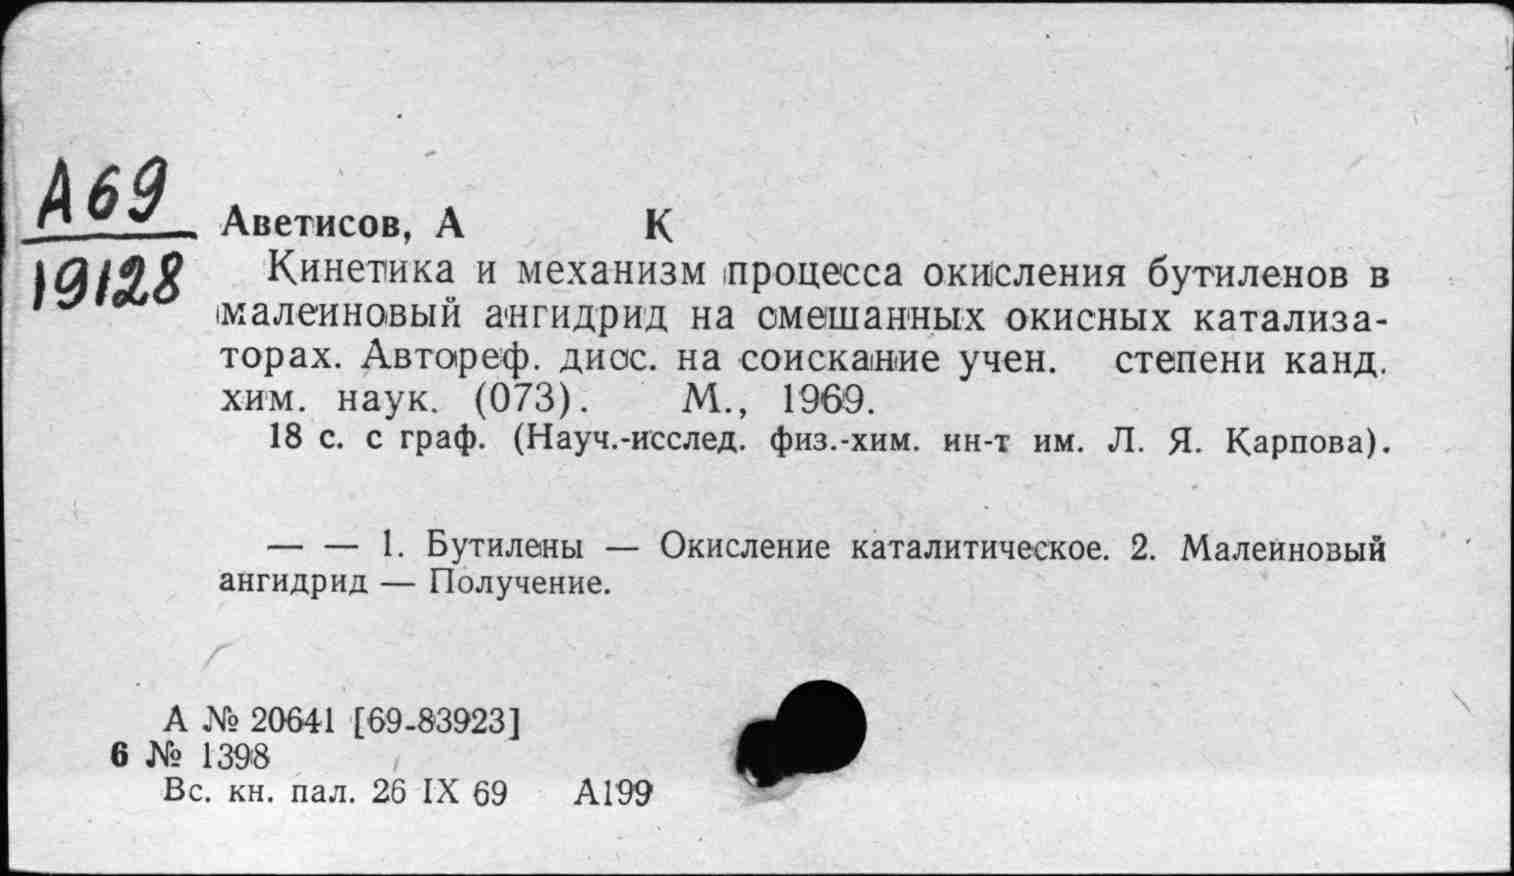 А69
19128
Аветисов, А К
Кинетика и механизм процесса окисления бутиленов в
малеиновый ангидрид на смешанных окисных катализа-
торах. Автореф. дисс. на соискание учен. степени канд.
хим. наук. (073). М., 1969.
18 с. с граф. (Науч.-исслед. физ.-хим. ин-т им. Л. Я. Карпова).
— — 1. Бутилены — Окисление каталитическое. 2. Малеиновый
ангидрид — Получение.
А № 20641 [69-83923]
6 № 1398
Вс. кн. пал. 26 IX 69 А199